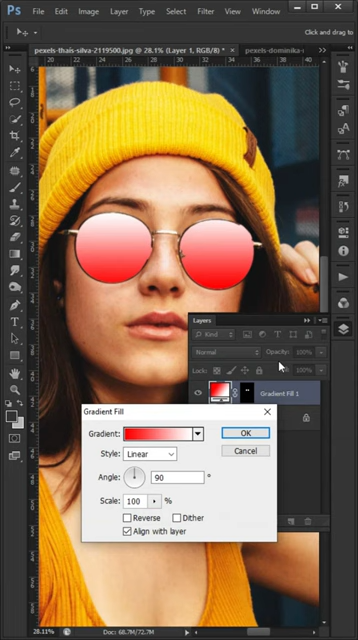 Ps File Edit Image Layer Type Select Filter View Window
Click and drag to
pexels-thais-silva-2119500.jpg @ 28.1% (Layer 1, RGB/8) * × pexels-dominika-r
Layers
Kind
Normal Opacity: 100%
Lock: 100%
Gradient Fill 1
Gradient Fill
Gradient: OK
Style: Linear Cancel
Angle: 90 °
Scale: 100 %
Reverse Dither
Align with layer
28.11% Doc: 68.7M/72.7M